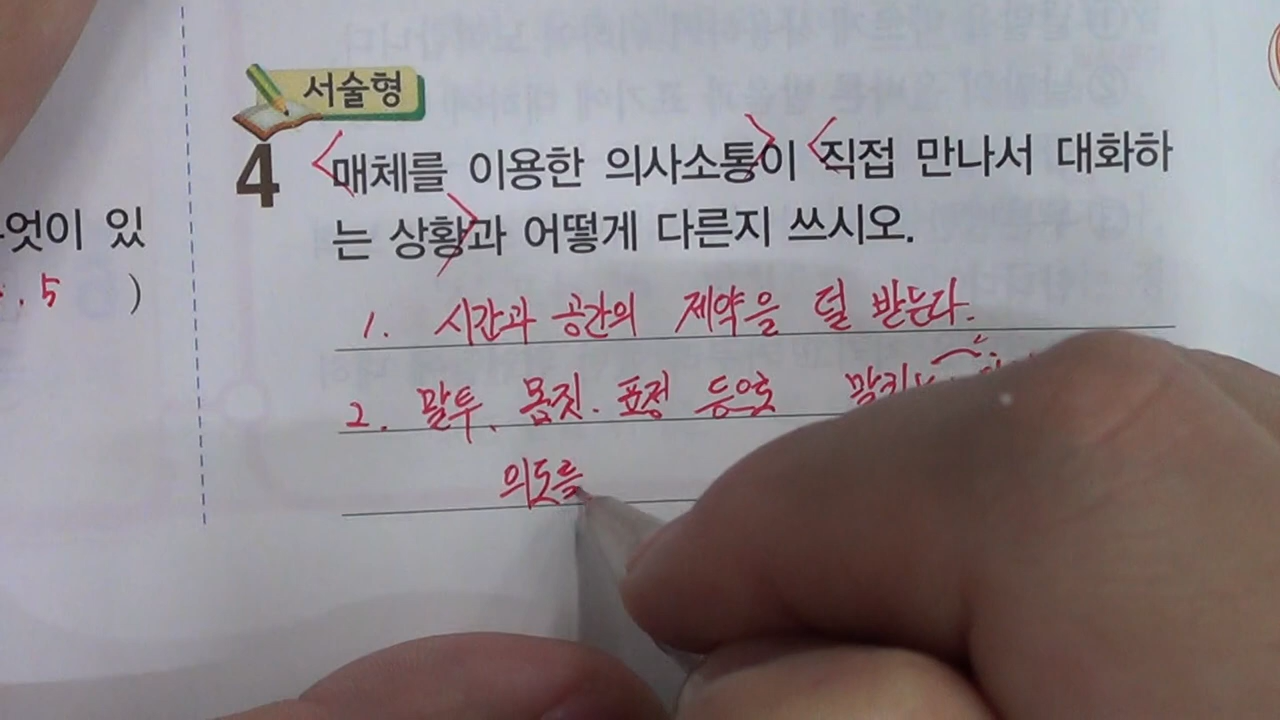 서술형
4 매체를 이용한 의사소통이 직접 만나서 대화하
는 상황과 어떻게 다른지 쓰시오.
엇이 있
. 5 )
1. 시간과 공간의 제약을 덜 받는다.
2. 말투, 몸짓. 표정 등으로
의도를